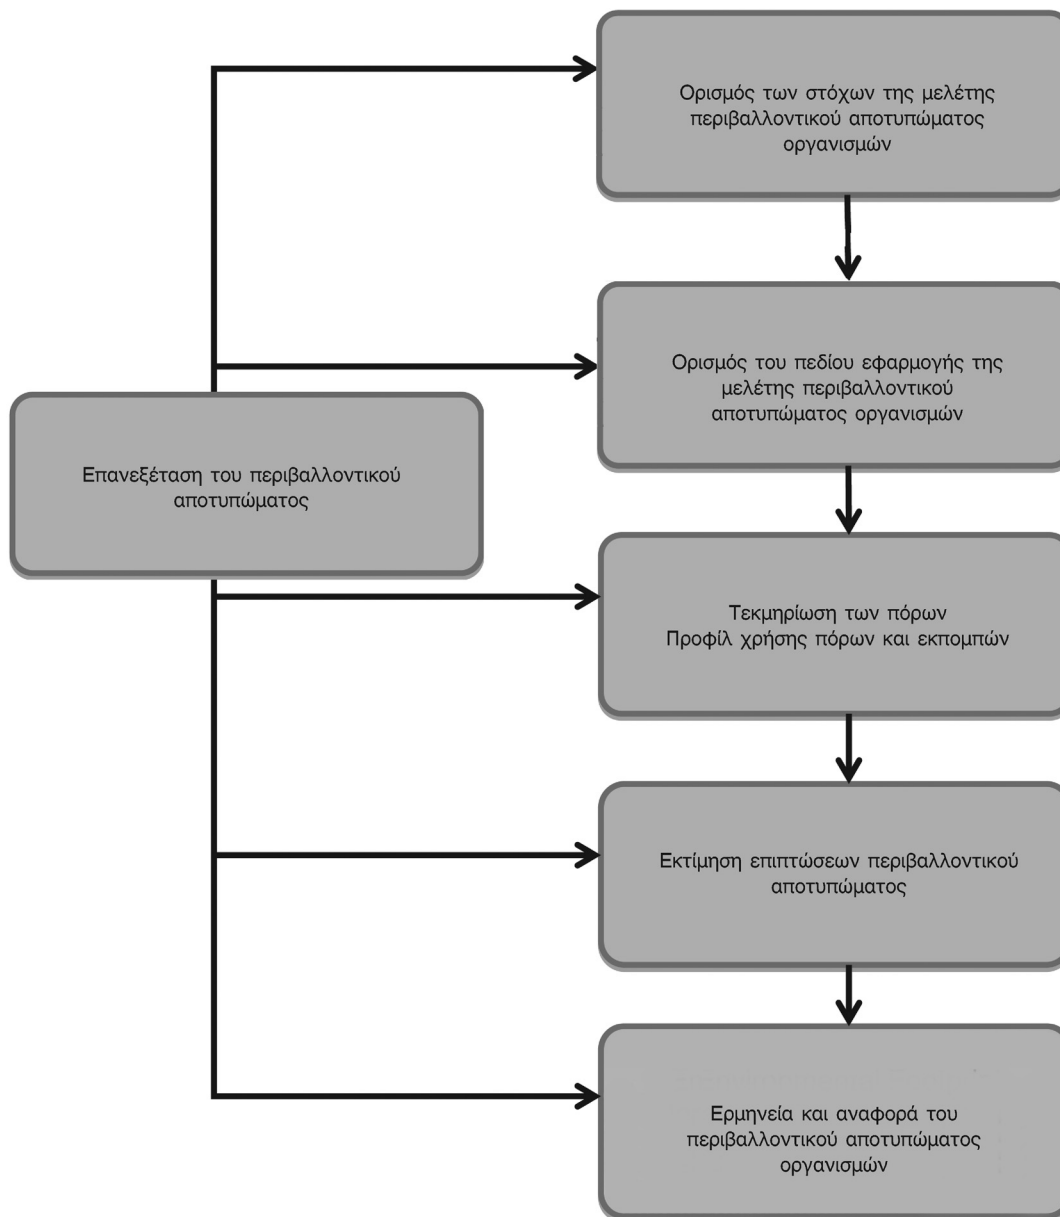 Ορισμός των στόχων της μελέτης
περιβαλλοντικού αποτυπώματος
οργανισμών
Ορισμός του πεδίου εφαρμογής της
μελέτης περιβαλλοντικού
αποτυπώματος οργανισμών
Επανεξέταση του περιβαλλοντικού
αποτυπώματος
Τεκμηρίωση των πόρων
Προφίλ χρήσης πόρων και εκπομπών
Εκτίμηση επιπτώσεων περιβαλλοντικού
αποτυπώματος
Ερμηνεία και αναφορά του
περιβαλλοντικού αποτυπώματος
οργανισμών